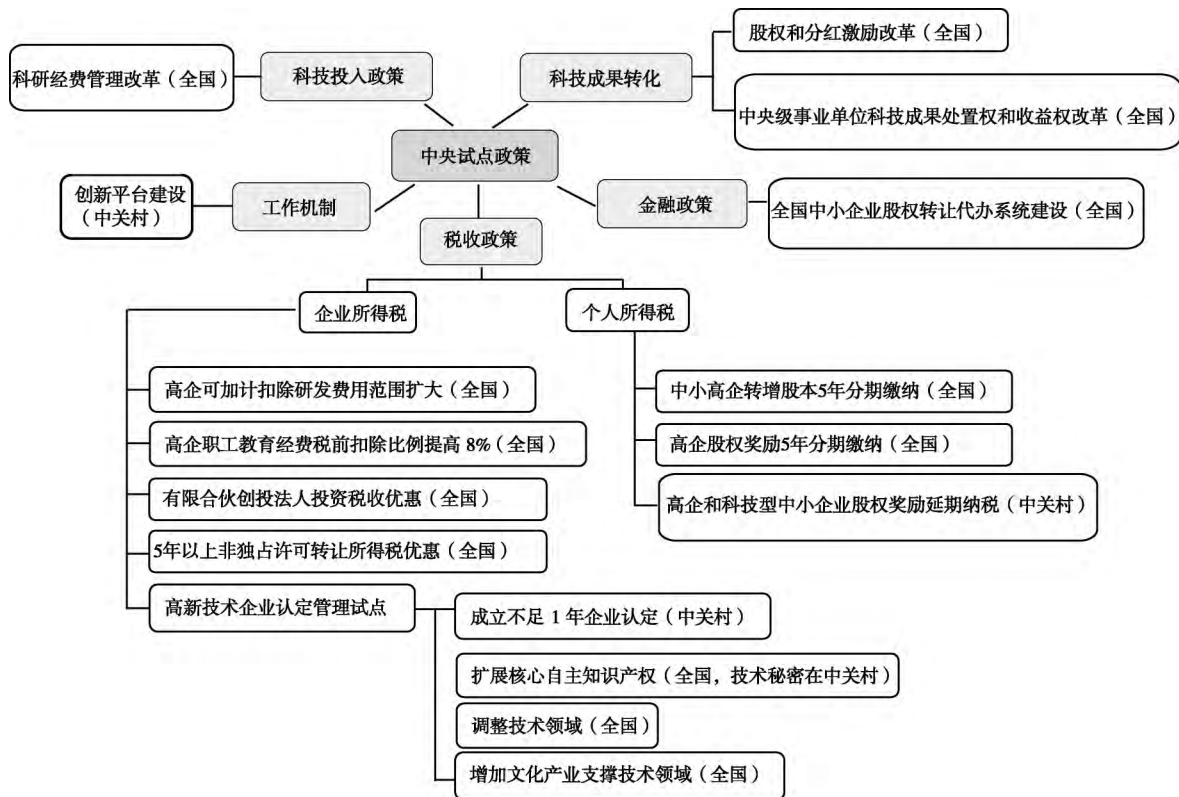 股权和分红激励改革（全国）
科研经费管理改革（全国）
科技投入政策
科技成果转化
中央级事业单位科技成果处置权和收益权改革（全国）
中央试点政策
创新平台建设
（中关村）
工作机制
金融政策
全国中小企业股权转让代办系统建设（全国）
税收政策
企业所得税
个人所得税
高企可加计扣除研发费用范围扩大（全国）
高企职工教育经费税前扣除比例提高 8%（全国）
有限合伙创投法人投资税收优惠（全国）
5年以上非独占许可转让所得税优惠（全国）
高新技术企业认定管理试点
中小高企转增股本5年分期缴纳（全国）
高企股权奖励5年分期缴纳（全国）
高企和科技型中小企业股权奖励延期纳税（中关村）
成立不足 1 年企业认定（中关村）
扩展核心自主知识产权（全国，技术秘密在中关村）
调整技术领域（全国）
增加文化产业支撑技术领域（全国）